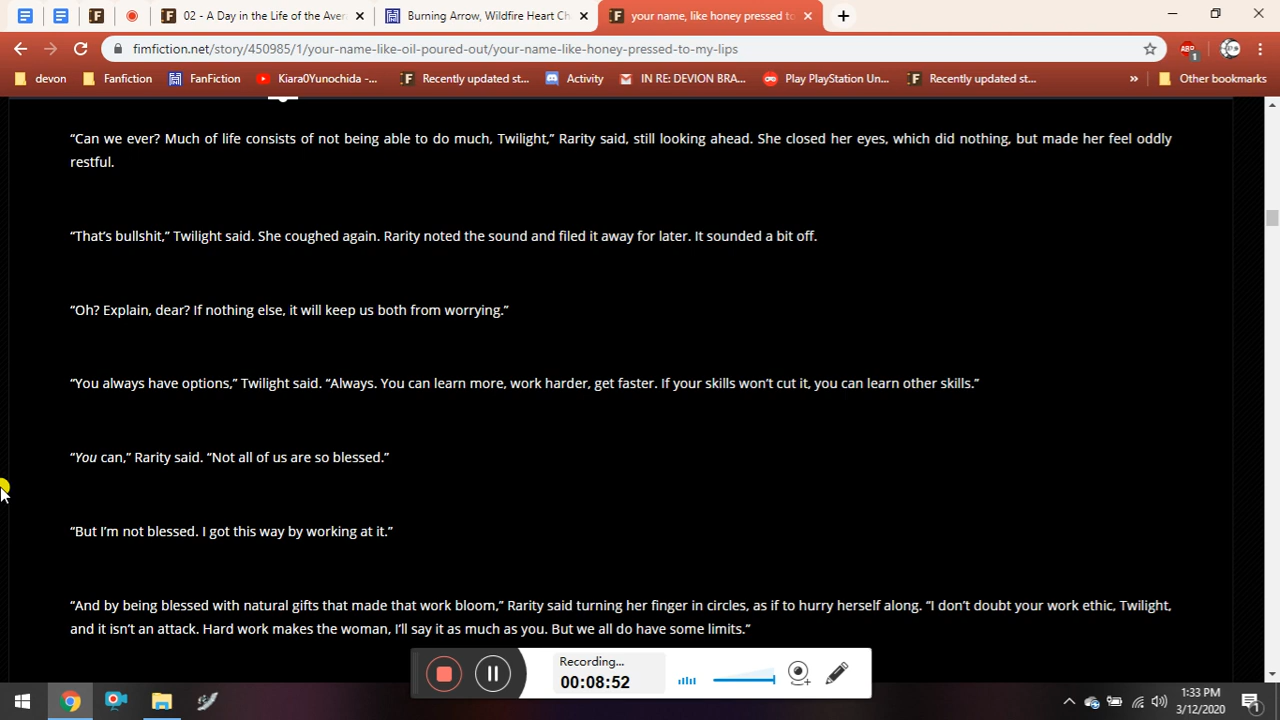 02 - A Day in the Life of the Aver
Burning Arrow, Wildfire Heart Ch
your name, like honey pressed to
fimfiction.net/story/450985/1/your-name-like-oil-poured-out/your-name-like-honey-pressed-to-my-lips
ABP
1
devon
Fanfiction
FanFiction
Kiara0Yunochida -...
Recently updated st...
Activity
IN RE: DEVION BRA...
Play PlayStation Un...
Recently updated st...
»
Other bookmarks
“Can we ever? Much of life consists of not being able to do much, Twilight,” Rarity said, still looking ahead. She closed her eyes, which did nothing, but made her feel oddly
restful.
“That’s bullshit,” Twilight said. She coughed again. Rarity noted the sound and filed it away for later. It sounded a bit off.
“Oh? Explain, dear? If nothing else, it will keep us both from worrying.”
“You always have options,” Twilight said. “Always. You can learn more, work harder, get faster. If your skills won’t cut it, you can learn other skills.”
“You can,” Rarity said. “Not all of us are so blessed.”
“But I’m not blessed. I got this way by working at it.”
“And by being blessed with natural gifts that made that work bloom,” Rarity said turning her finger in circles, as if to hurry herself along. “I don’t doubt your work ethic, Twilight,
and it isn’t an attack. Hard work makes the woman, I’ll say it as much as you. But we all do have some limits.”
Recording...
00:08:52
1:33 PM
3/12/2020
1